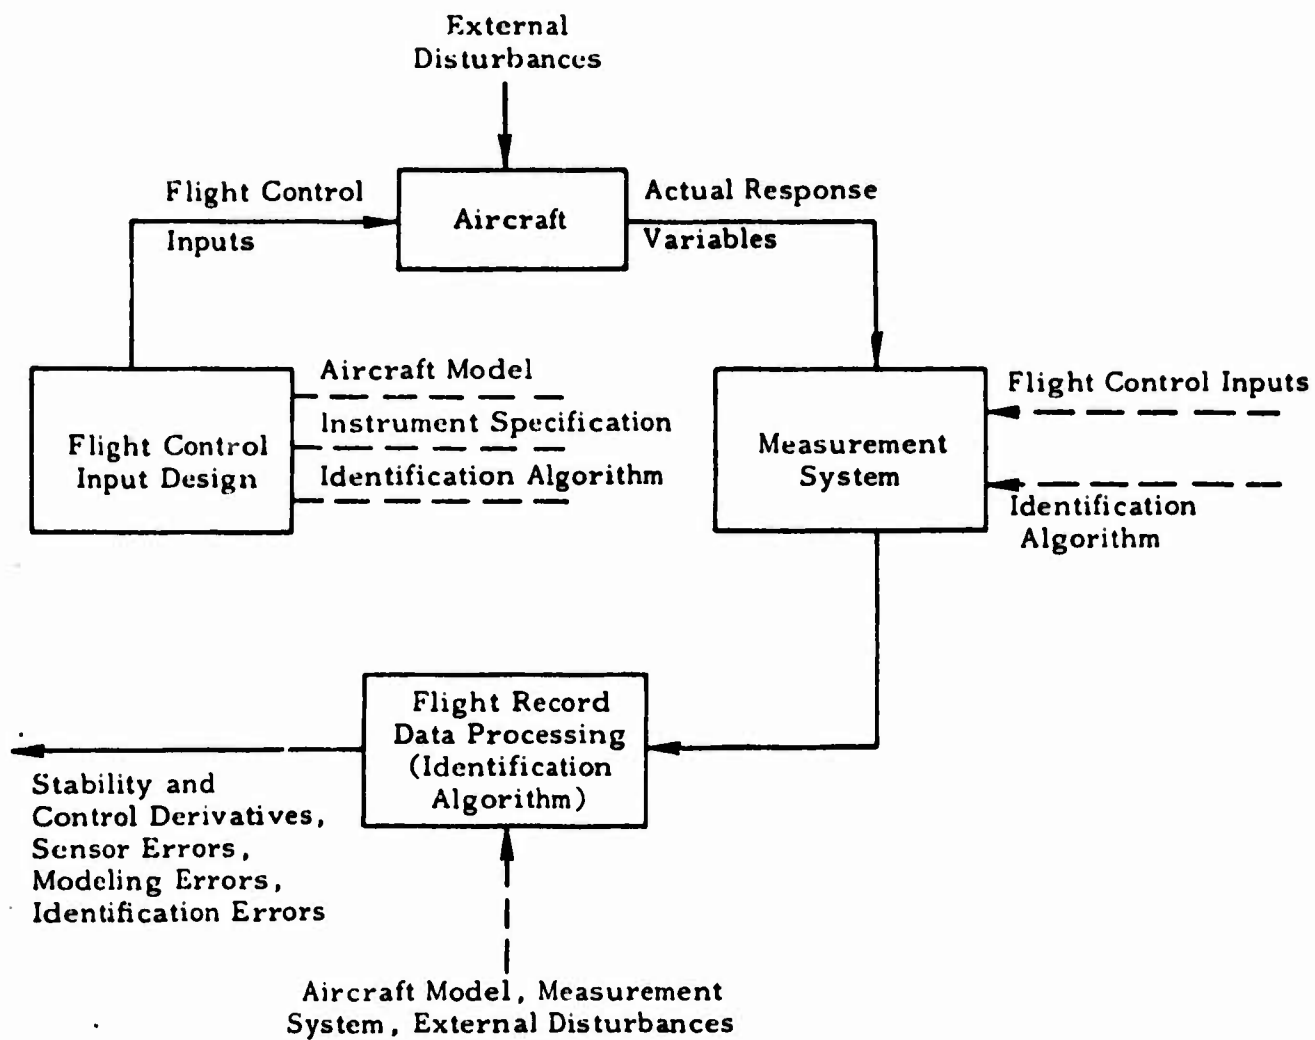 External
Disturbances
Flight Control
Inputs
Aircraft
Actual Response
Variables
Flight Control
Input Design
Aircraft Model
Instrument Specification
Identification Algorithm
Measurement
System
Flight Control Inputs
Identification
Algorithm
Flight Record
Data Processing
(Identification
Algorithm)
Stability and
Control Derivatives,
Sensor Errors,
Modeling Errors,
Identification Errors
Aircraft Model, Measurement
System, External Disturbances